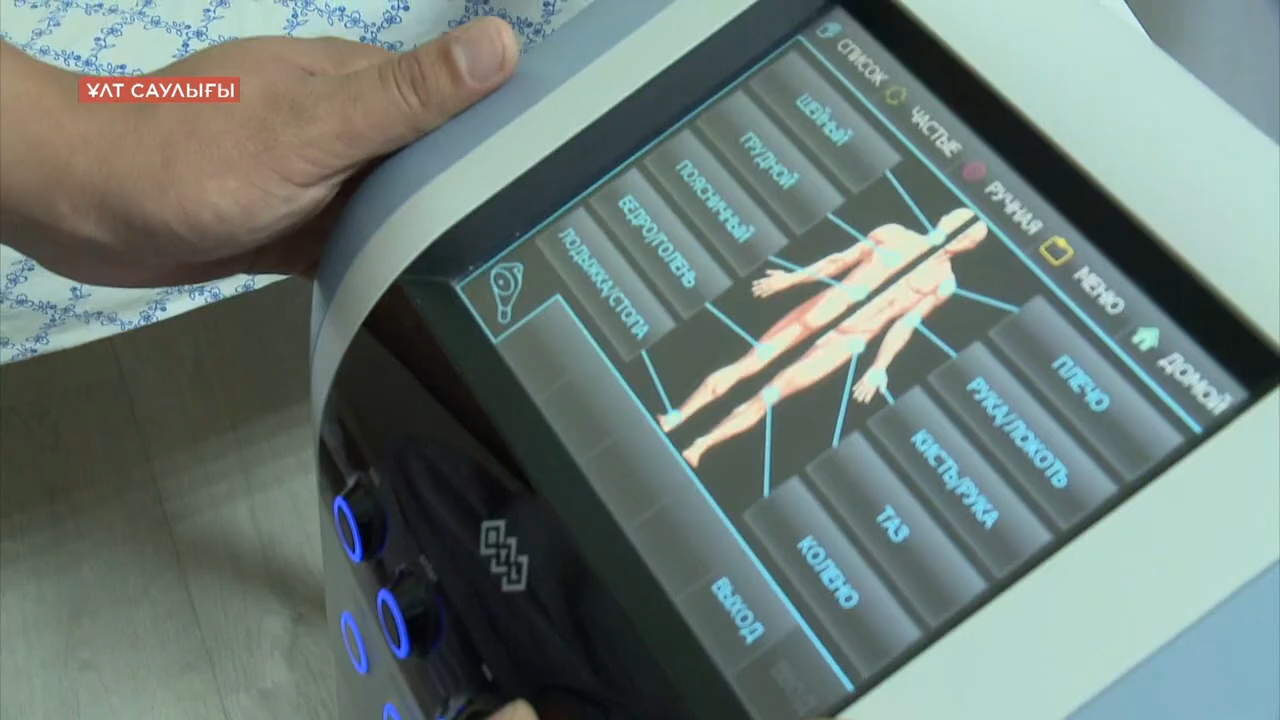 ҰЛТ САУЛЫҒЫ
СПИСОК
ЧАСТЫЕ
РУЧНАЯ
МЕНЮ
ДОМОЙ
ШЕЙНЫЙ
ГРУДНОЙ
ПОЯСНИЧНЫЙ
БЕДРО/ГОЛЕНЬ
ЛОДЫЖКА/СТОПА
ПЛЕЧО
РУКА/ЛОКОТЬ
КИСТЬ/РУКА
ТАЗ
КОЛЕНО
ВЫХОД